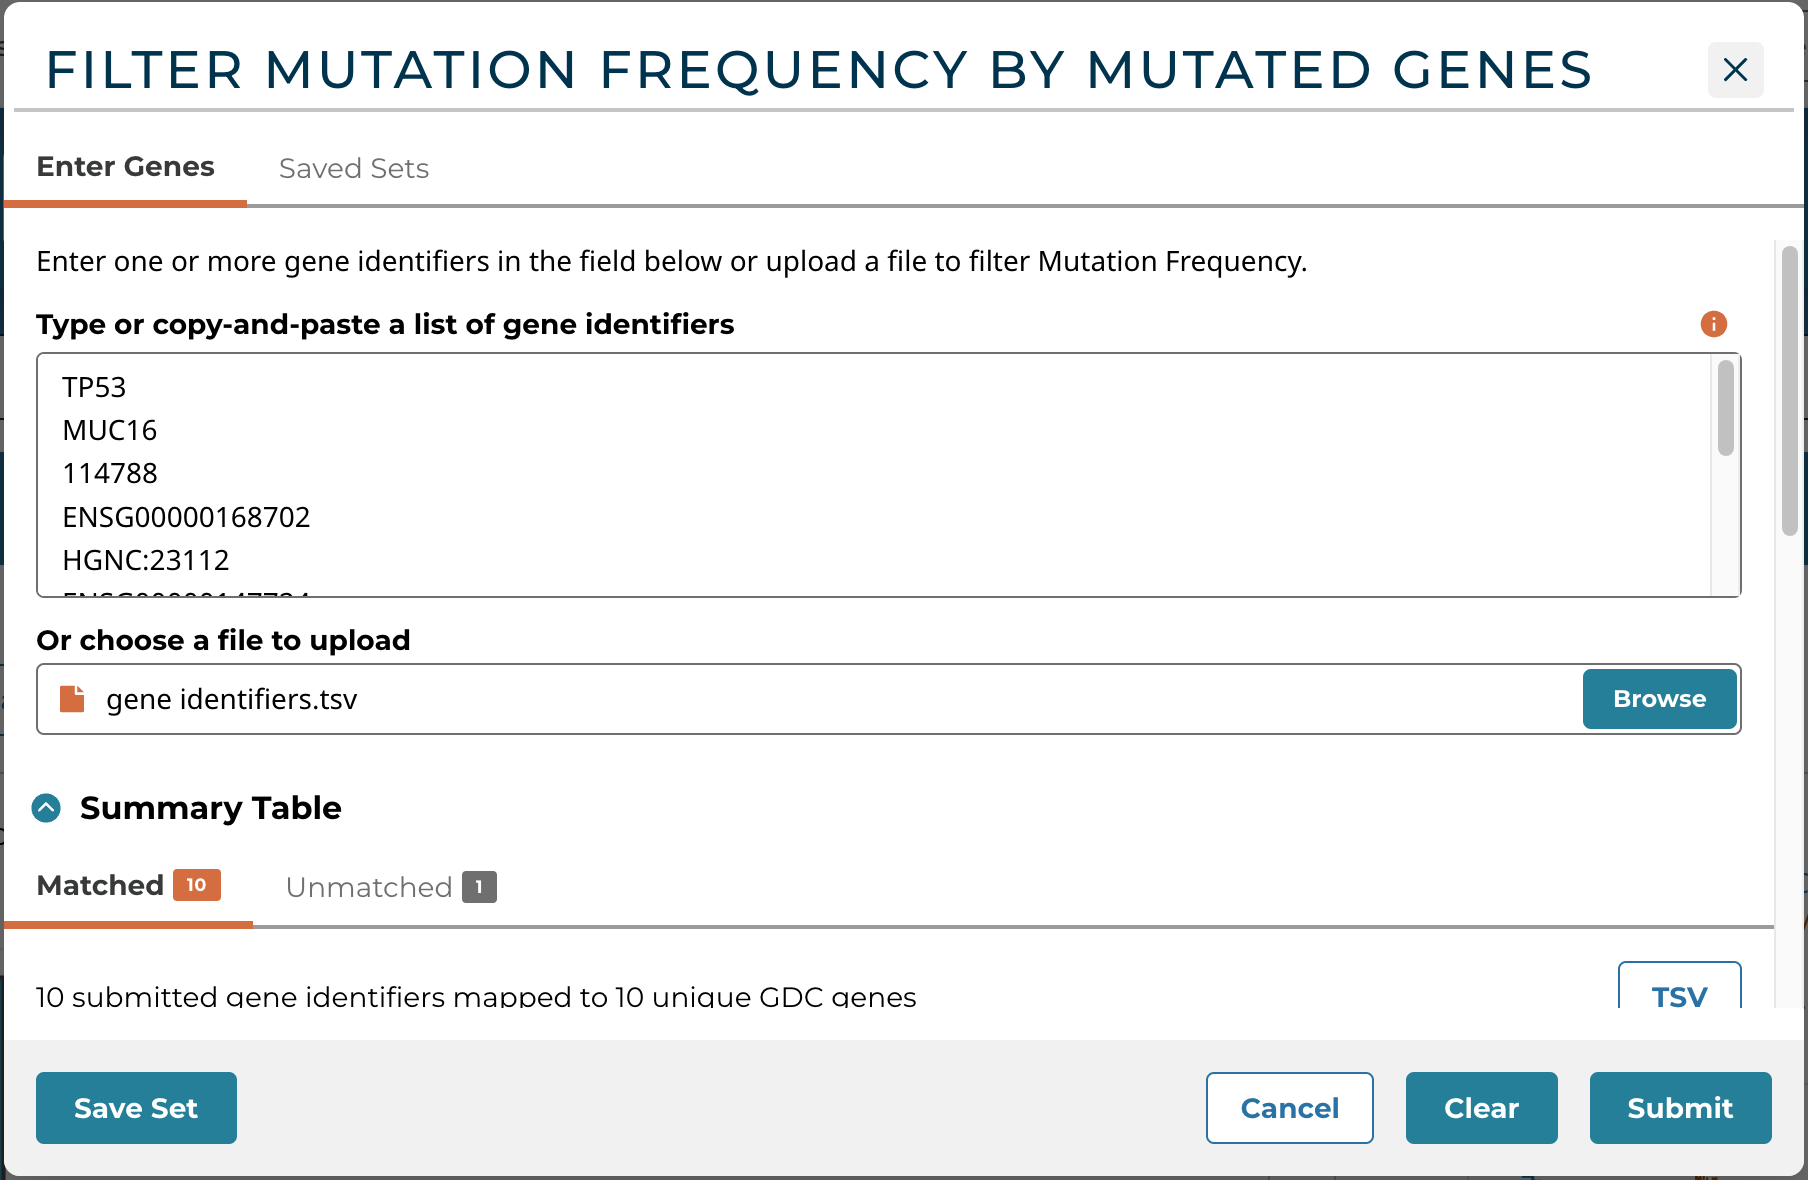 FILTER MUTATION FREQUENCY BY MUTATED GENES
Enter Genes
Saved Sets
Enter one or more gene identifiers in the field below or upload a file to filter Mutation Frequency.
Type or copy-and-paste a list of gene identifiers
TP53
MUC16
114788
ENSG00000168702
HGNC:23112
ENSG00000147724
Or choose a file to upload
gene identifiers.tsv
Browse
Summary Table
Matched 10
Unmatched 1
10 submitted gene identifiers mapped to 10 unique GDC genes
TSV
Save Set
Cancel
Clear
Submit